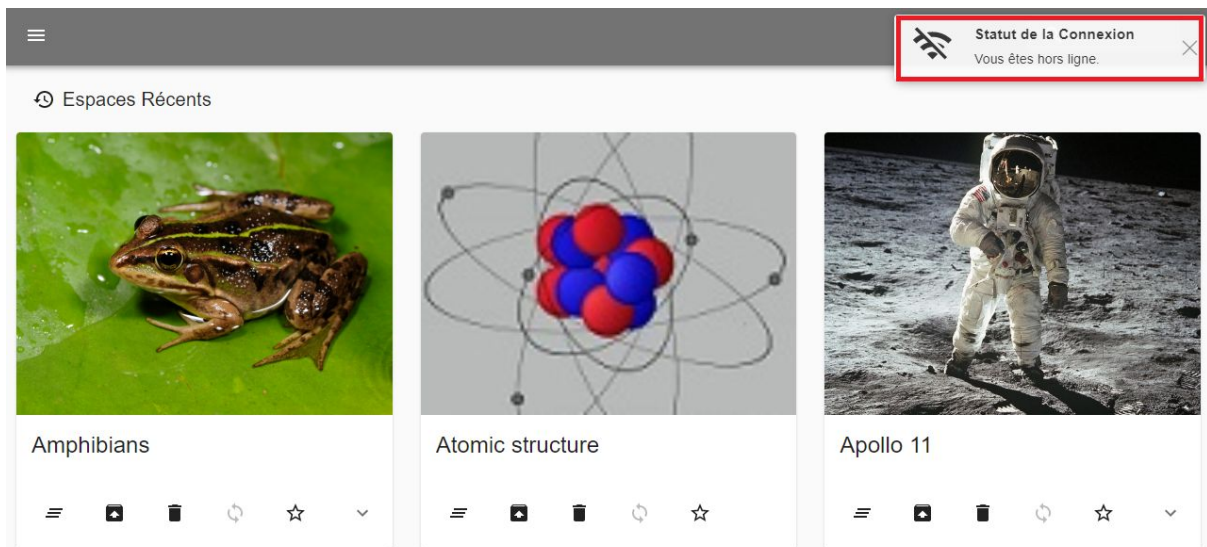 Statut de la Connexion
Vous êtes hors ligne.
Espaces Récents
Amphibians
Atomic structure
Apollo 11